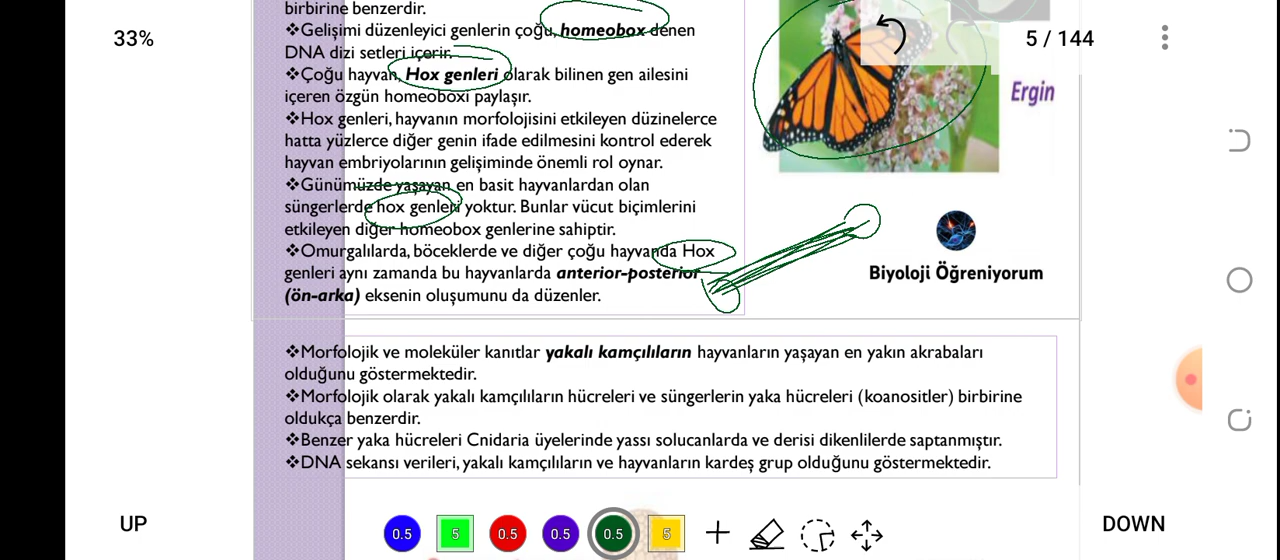 birbirine benzerdir.
❖Gelişimi düzenleyici genlerin çoğu, homeobox denen
DNA dizi setleri içerir.
❖Çoğu hayvan, Hox genleri olarak bilinen gen ailesini
içeren özgün homeoboxi paylaşır.
❖Hox genleri, hayvanın morfolojisini etkileyen düzinelerce
hatta yüzlerce diğer genin ifade edilmesini kontrol ederek
hayvan embriyolarının gelişiminde önemli rol oynar.
❖Günümüzde yaşayan en basit hayvanlardan olan
süngerlerde hox genleri yoktur. Bunlar vücut biçimlerini
etkileyen diğer homeobox genlerine sahiptir.
❖Omurgalılarda, böceklerde ve diğer çoğu hayvanda Hox
genleri aynı zamanda bu hayvanlarda anterior-posterior
(ön-arka) eksenin oluşumunu da düzenler.
33%
5 / 144
Ergin
Biyoloji Öğreniyorum
❖Morfolojik ve moleküler kanıtlar yakalı kamçılıların hayvanların yaşayan en yakın akrabaları
olduğunu göstermektedir.
❖Morfolojik olarak yakalı kamçılıların hücreleri ve süngerlerin yaka hücreleri (koanositler) birbirine
oldukça benzerdir.
❖Benzer yaka hücreleri Cnidaria üyelerinde yassı solucanlarda ve derisi dikenlilerde saptanmıştır.
❖DNA sekansı verileri, yakalı kamçılıların ve hayvanların kardeş grup olduğunu göstermektedir.
UP
0.5 5 0.5 0.5 0.5 5
DOWN